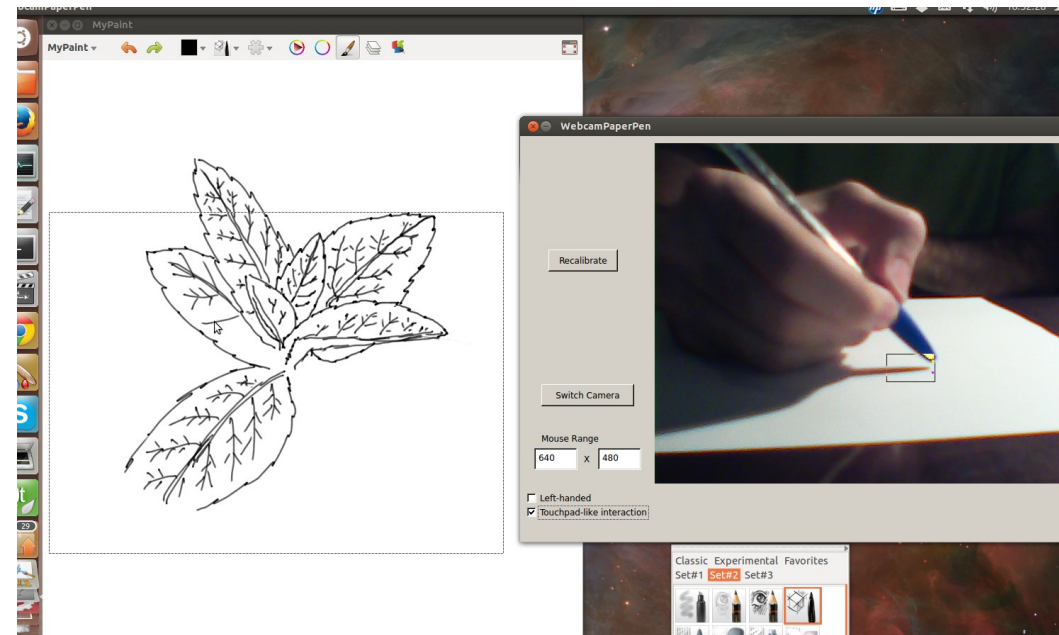 MyPaint
MyPaint
WebcamPaperPen
Recalibrate
Switch Camera
Mouse Range
640 x 480
Left-handed
Touchpad-like interaction
29
Classic Experimental Favorites
Set#1 Set#2 Set#3